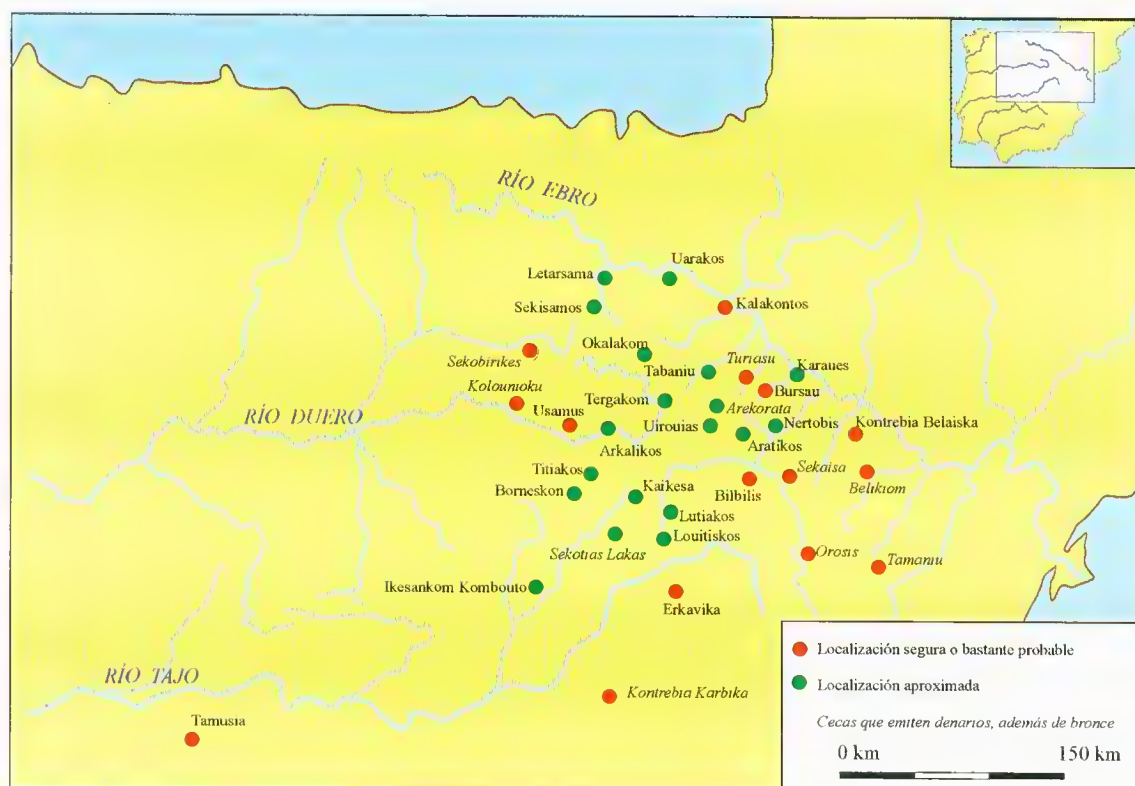 RÍO EBRO
Letarsama
Uarakos
Sekisamos
Kalakontos
Okalakom
Sekobirikes
Tabaniu
Turiasu
Karaues
Kolounioku
Bursau
Tergakom
Arekorata
RÍO DUERO
Usamus
Uirouias
Nertobis
Kontrebia Belaiska
Arkalikos
Aratikos
Titiakos
Sekaisa
Borneskon
Kaikesa
Bilbilis
Belikiom
Lutiakos
Sekotias Lakas
Louitiskos
Orosis
Tamaniu
Ikesankom Kombouto
Erkavika
RÍO TAJO
Kontrebia Karbika
Tamusia
Localización segura o bastante probable
Localización aproximada
Cecas que emiten denarios, además de bronce
0 km 150 km